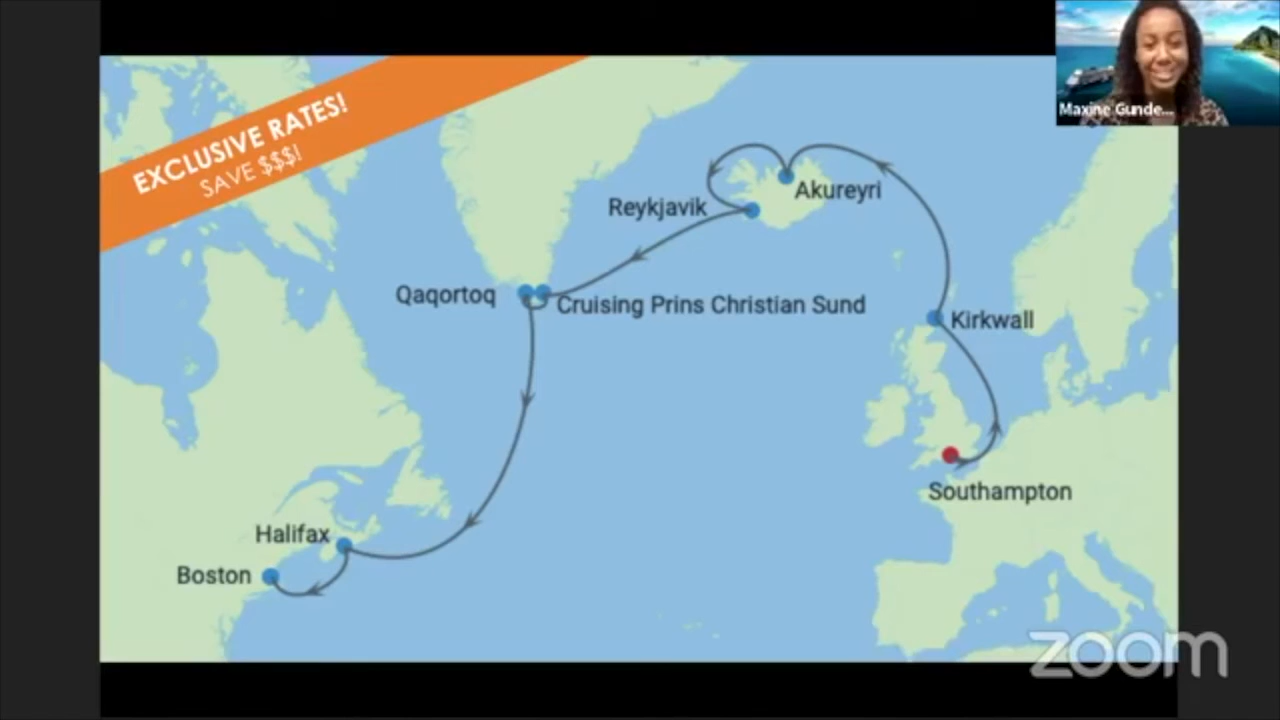 EXCLUSIVE RATES!
SAVE $$$!
Maxine Gunde...
Akureyri
Reykjavik
Qaqortoq
Cruising Prins Christian Sund
Kirkwall
Southampton
Halifax
Boston
zoom